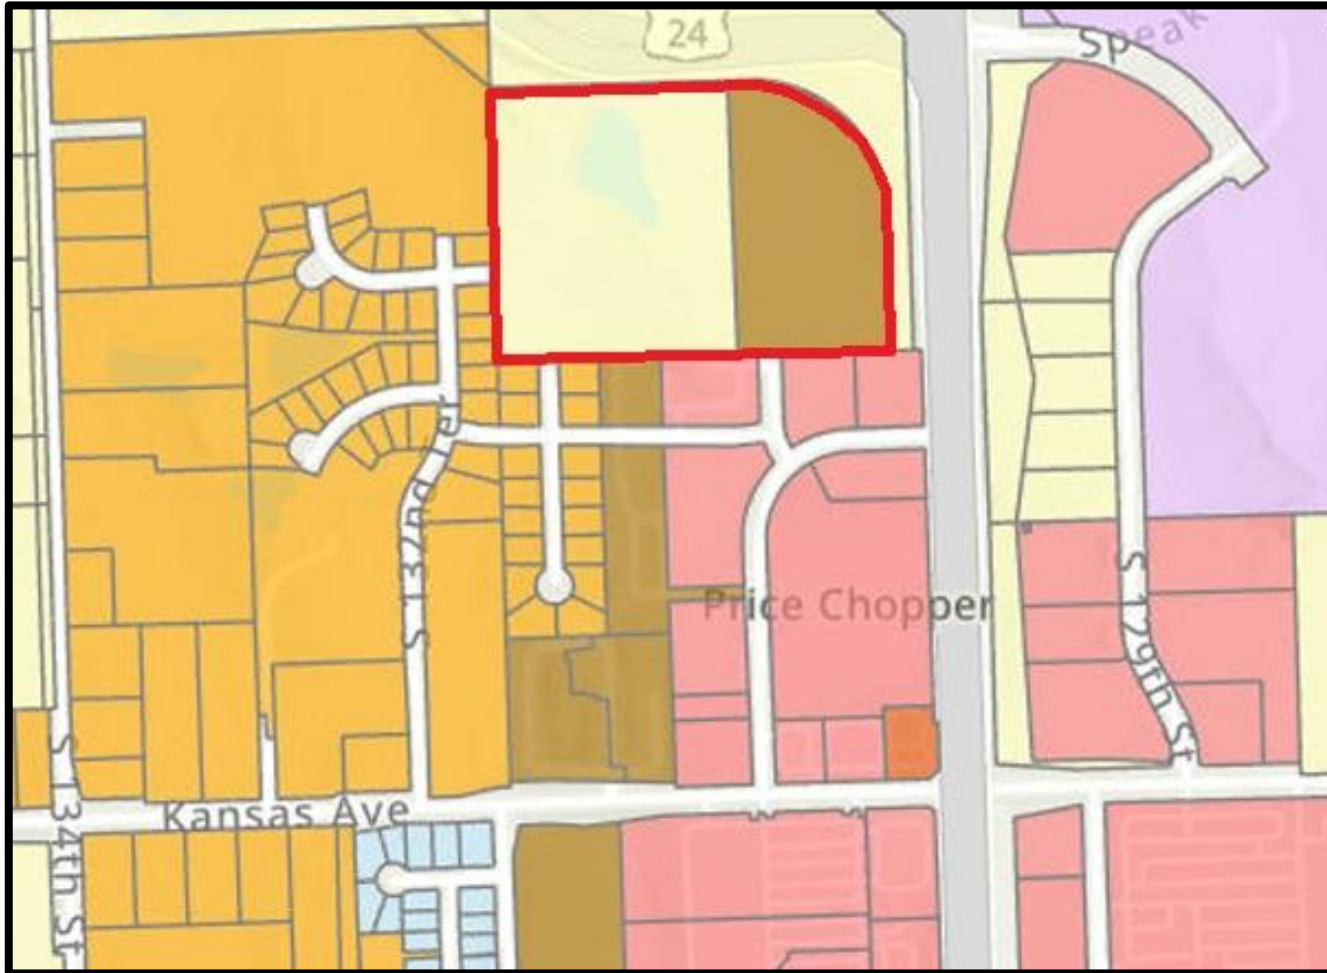 24
Speak
S 132nd Ter
Price Chopper
S 129th St
Kansas Ave
S 134th St